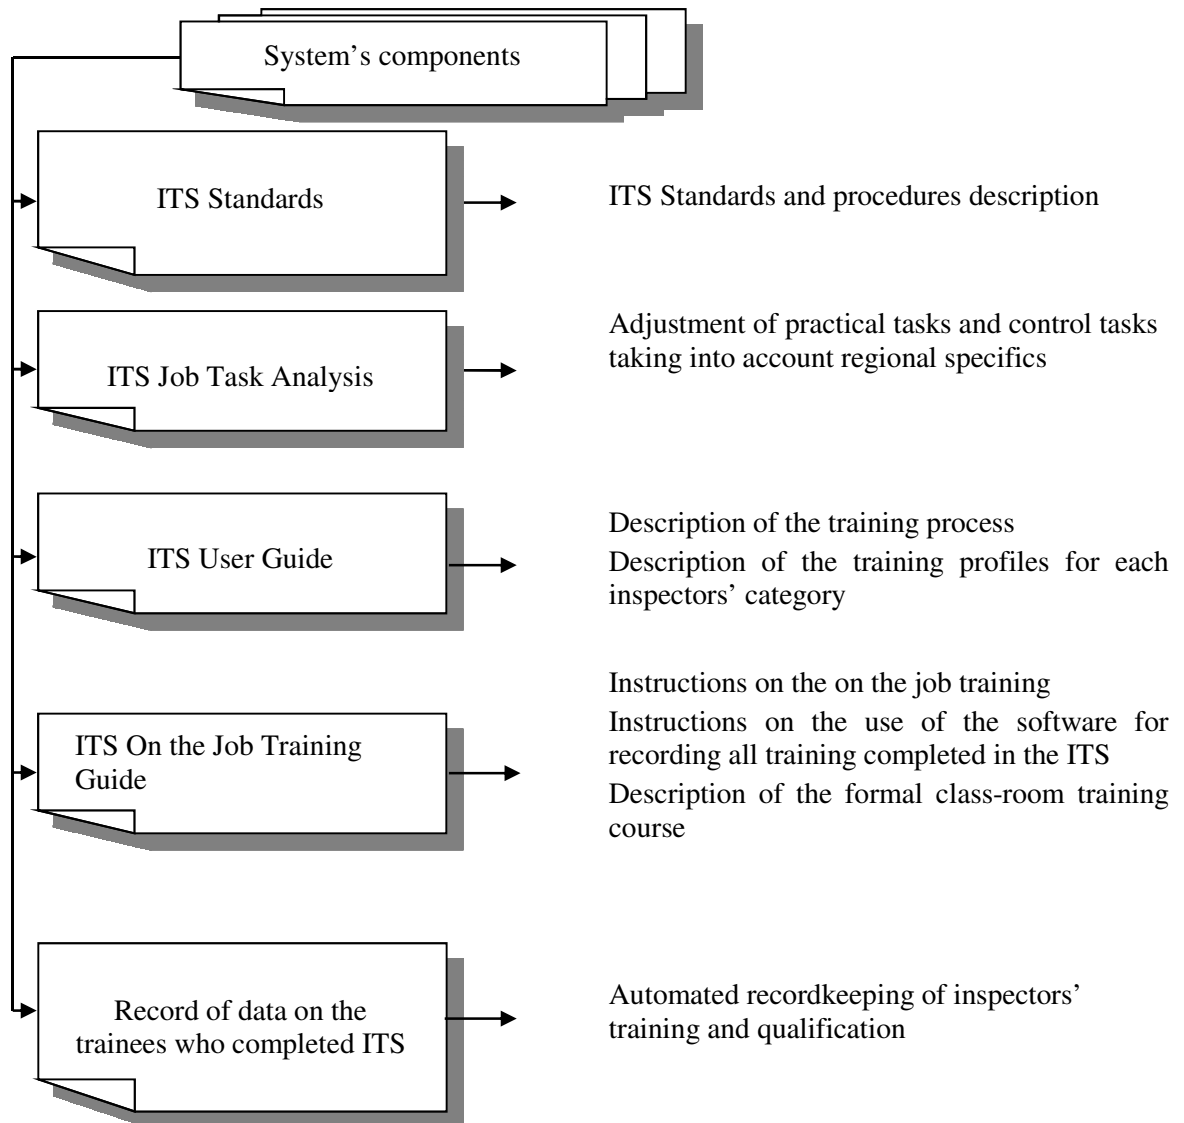 System’s components
ITS Standards
ITS Standards and procedures description
ITS Job Task Analysis
Adjustment of practical tasks and control tasks
taking into account regional specifics
ITS User Guide
Description of the training process
Description of the training profiles for each
inspectors’ category
ITS On the Job Training
Guide
Instructions on the on the job training
Instructions on the use of the software for
recording all training completed in the ITS
Description of the formal class-room training
course
Record of data on the
trainees who completed ITS
Automated recordkeeping of inspectors’
training and qualification